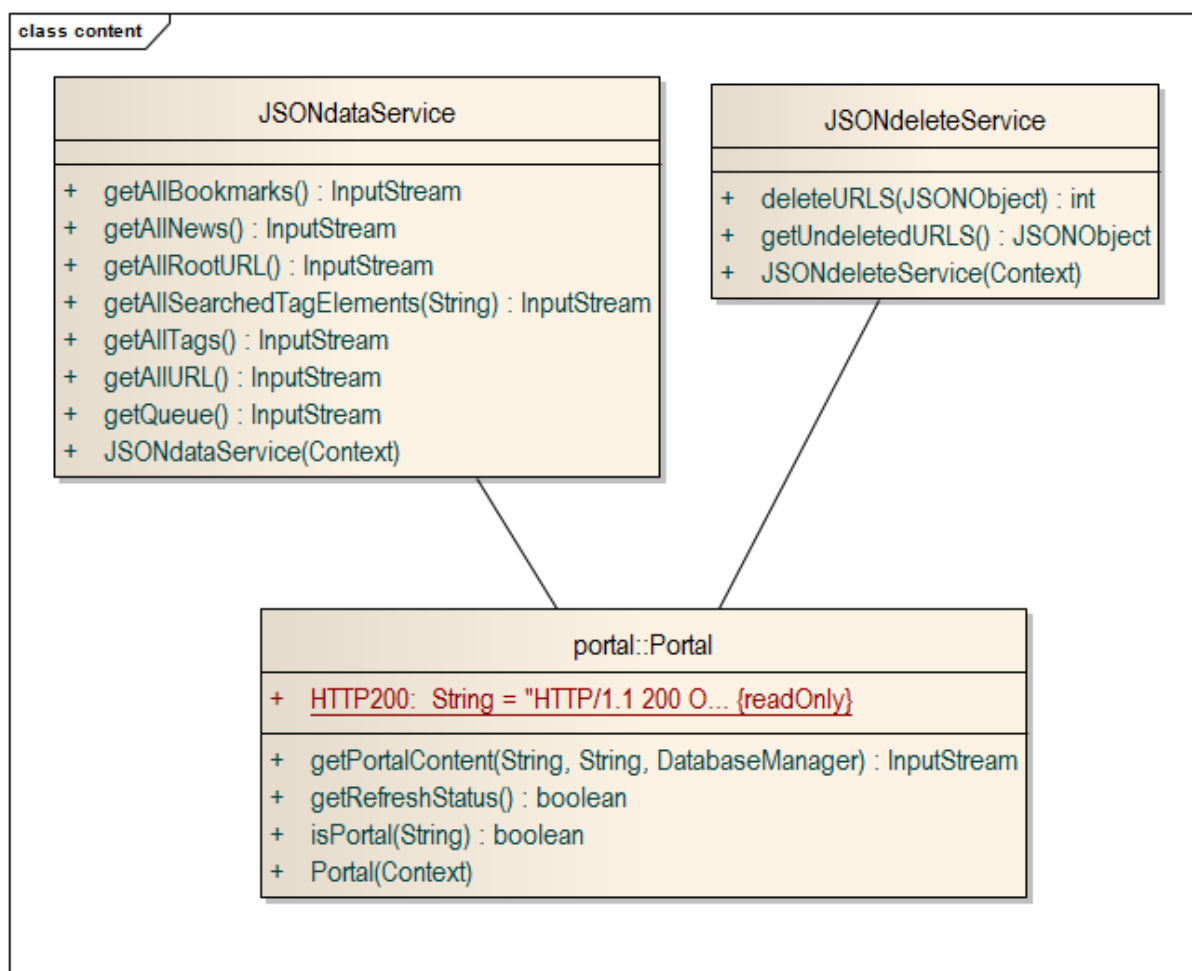 class content
JSONdataService
+ getAllBookmarks() : InputStream
+ getAllNews() : InputStream
+ getAllRootURL() : InputStream
+ getAllSearchedTagElements(String) : InputStream
+ getAllTags() : InputStream
+ getAllURL() : InputStream
+ getQueue() : InputStream
+ JSONdataService(Context)
JSONdeleteService
+ deleteURLS(JSONObject) : int
+ getUndeletedURLS() : JSONObject
+ JSONdeleteService(Context)
portal::Portal
+ HTTP200: String = "HTTP/1.1 200 O... {readOnly}
+ getPortalContent(String, String, DatabaseManager) : InputStream
+ getRefreshStatus() : boolean
+ isPortal(String) : boolean
+ Portal(Context)